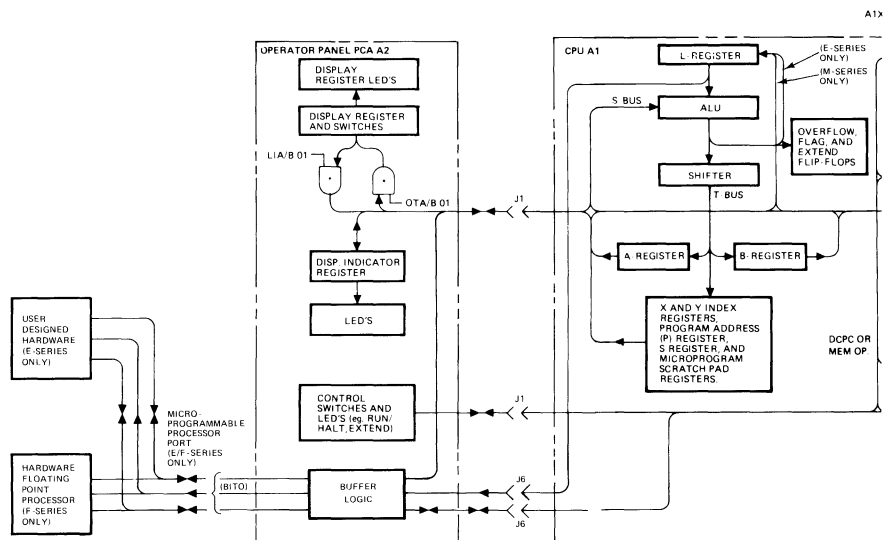 A1X
OPERATOR PANEL PCA A2
DISPLAY
REGISTER LED'S
DISPLAY REGISTER
AND SWITCHES
LIA/B 01
OTA/B 01
DISP. INDICATOR
REGISTER
LED'S
CONTROL
SWITCHES AND
LED'S (eg. RUN/
HALT, EXTEND)
BUFFER
LOGIC
USER
DESIGNED
HARDWARE
(E-SERIES
ONLY)
MICRO-
PROGRAMMABLE
PROCESSOR
PORT
(E/F-SERIES
ONLY)
HARDWARE
FLOATING
POINT
PROCESSOR
(F-SERIES
ONLY)
(BITO)
J1
J1
J6
J6
CPU A1
L-REGISTER
(E-SERIES
ONLY)
(M-SERIES
ONLY)
S BUS
ALU
OVERFLOW,
FLAG, AND
EXTEND
FLIP-FLOPS
SHIFTER
T-BUS
A-REGISTER
B-REGISTER
X AND Y INDEX
REGISTERS,
PROGRAM ADDRESS
(P) REGISTER,
S REGISTER, AND
MICROPROGRAM
SCRATCH PAD
REGISTERS.
DCPC OR
MEM OP.